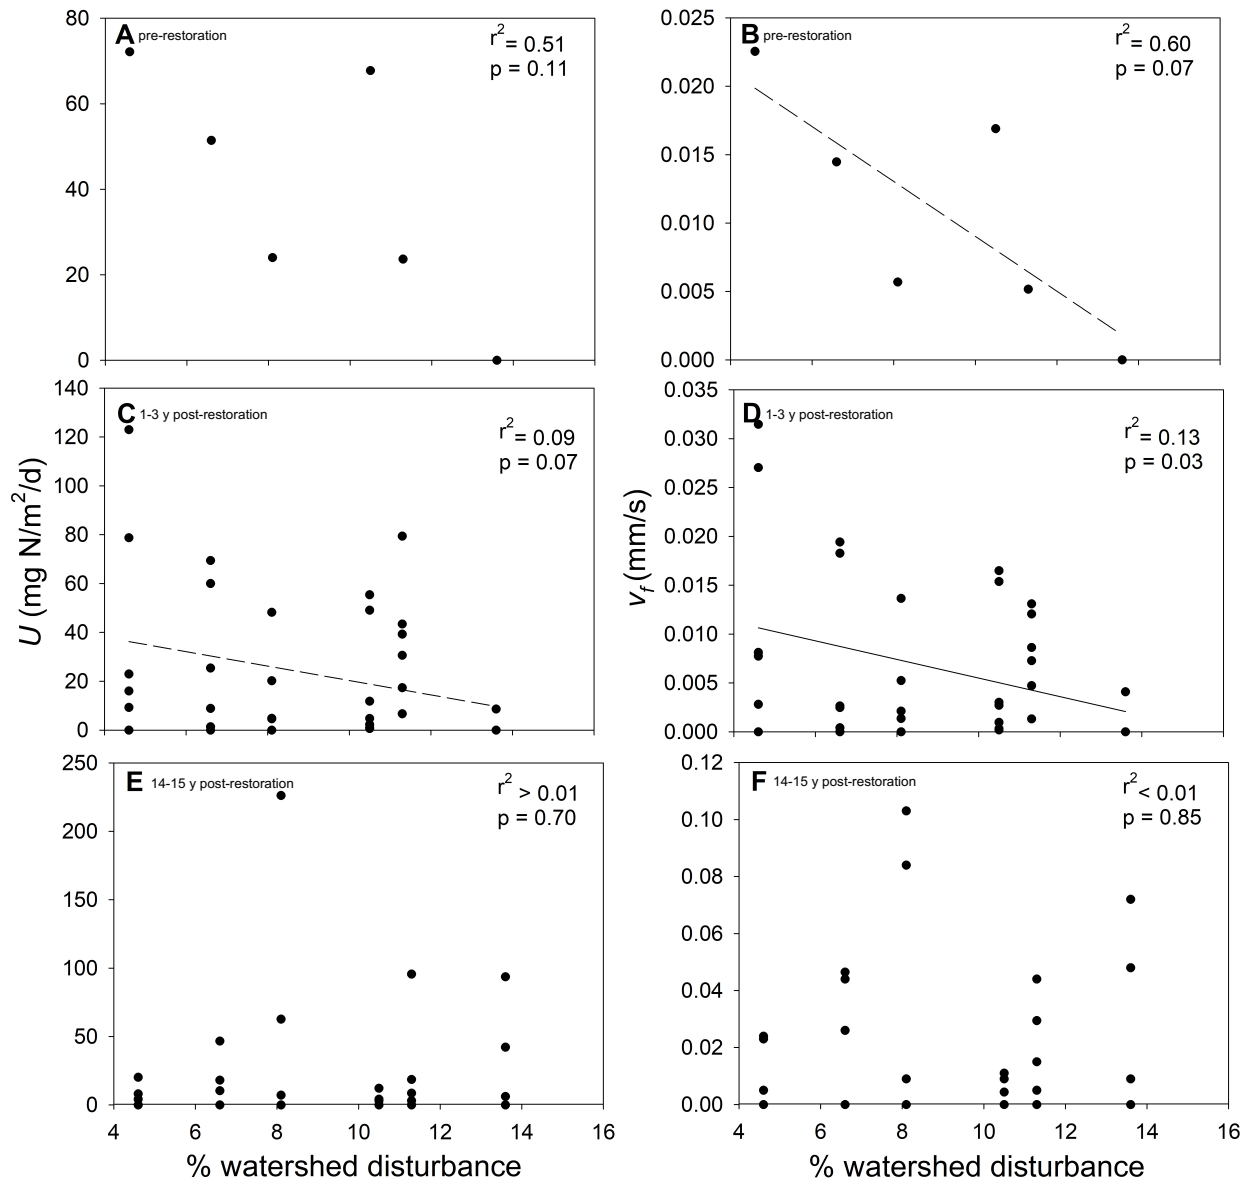 A pre-restoration
r² = 0.51
p = 0.11
80
60
40
20
0
B pre-restoration
r² = 0.60
p = 0.07
0.025
0.020
0.015
0.010
0.005
0.000
C 1-3 y post-restoration
r² = 0.09
p = 0.07
140
120
100
80
60
40
20
0
U (mg N/m²/d)
D 1-3 y post-restoration
r² = 0.13
p = 0.03
0.035
0.030
0.025
0.020
0.015
0.010
0.005
0.000
vf (mm/s)
E 14-15 y post-restoration
r² > 0.01
p = 0.70
250
200
150
100
50
0
4 6 8 10 12 14 16
% watershed disturbance
F 14-15 y post-restoration
r² < 0.01
p = 0.85
0.12
0.10
0.08
0.06
0.04
0.02
0.00
4 6 8 10 12 14 16
% watershed disturbance